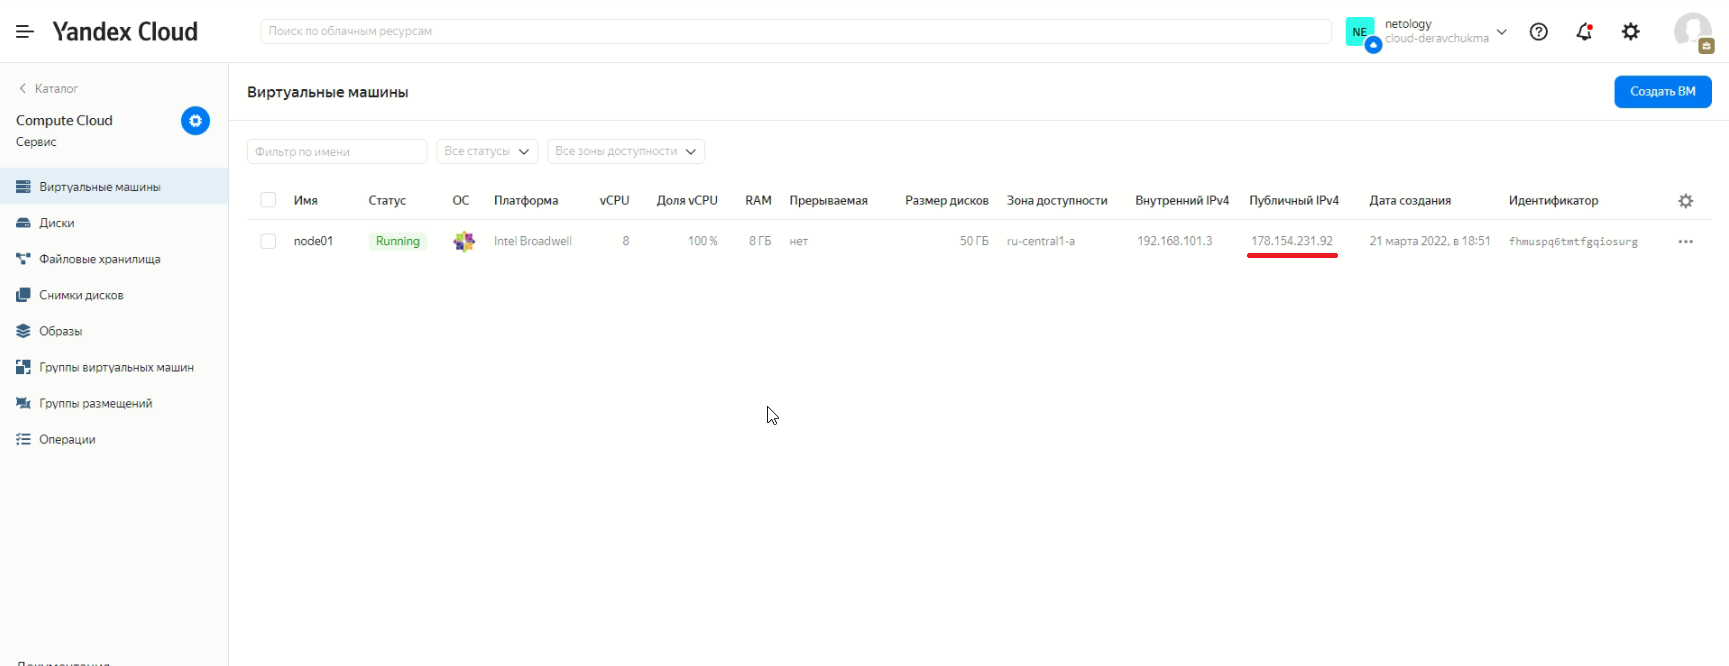 Yandex Cloud
Поиск по облачным ресурсам
NE
netology
cloud-deravchukma
Каталог
Compute Cloud
Сервис
Виртуальные машины
Диски
Файловые хранилища
Снимки дисков
Образы
Группы виртуальных машин
Группы размещений
Операции
Документация
Виртуальные машины
Создать ВМ
Фильтр по имени
Все статусы
Все зоны доступности
Имя Статус ОС Платформа vCPU Доля vCPU RAM Прерываемая Размер дисков Зона доступности Внутренний IPv4 Публичный IPv4 Дата создания Идентификатор
node01 Running Intel Broadwell 8 100 % 8 ГБ нет 50 ГБ ru-central1-a 192.168.101.3 178.154.231.92 21 марта 2022, в 18:51 fhmuspq6tmtfgqiosurg